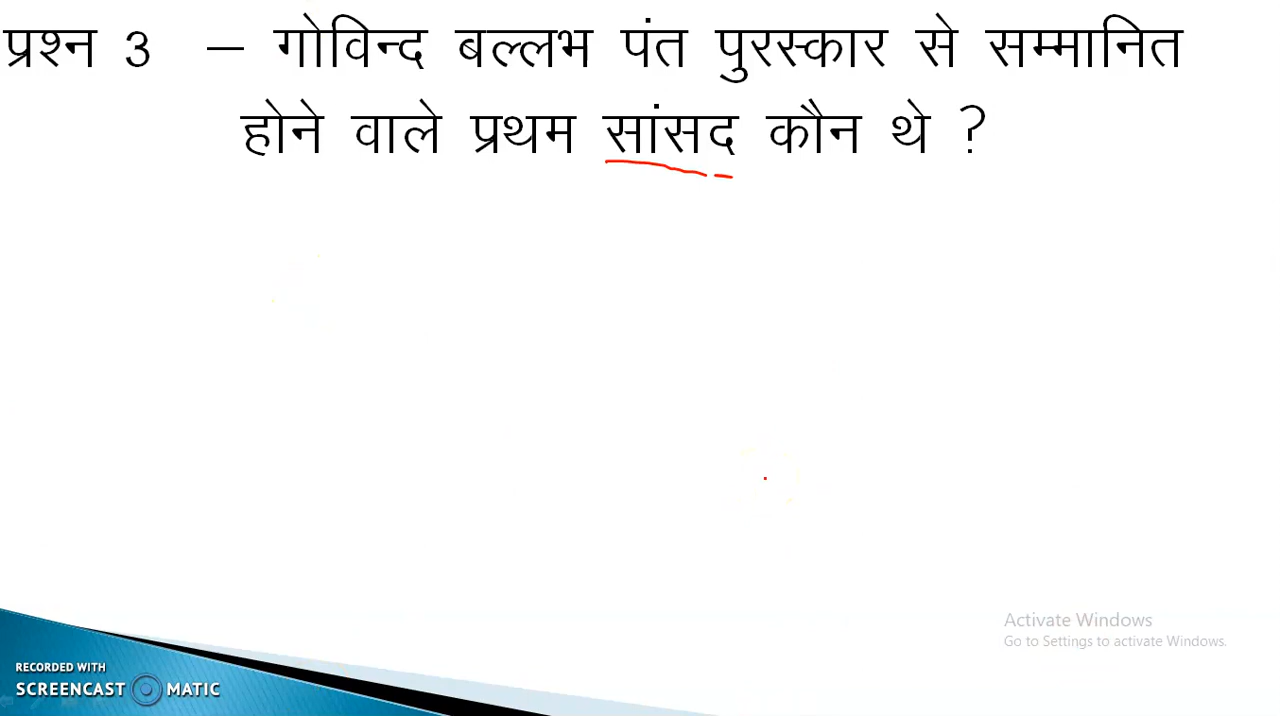 प्रश्न 3 – गोविन्द बल्लभ पंत पुरस्कार से सम्मानित
होने वाले प्रथम सांसद कौन थे ?
Activate Windows
Go to Settings to activate Windows.
RECORDED WITH
SCREENCAST MATIC